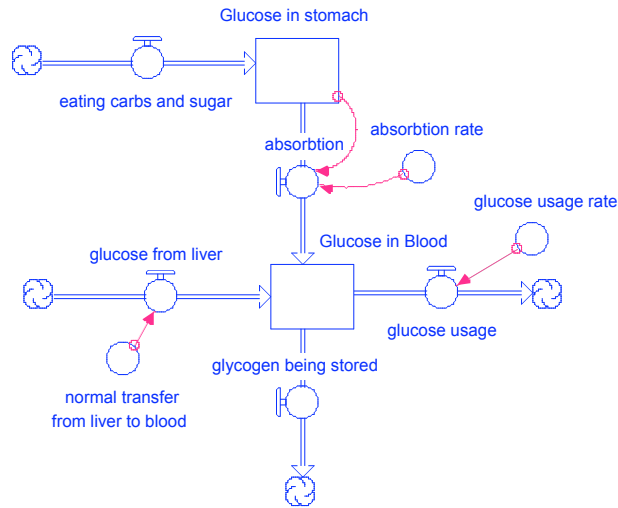 Glucose in stomach
eating carbs and sugar
absorbtion
absorbtion rate
glucose usage rate
Glucose in Blood
glucose from liver
glucose usage
glycogen being stored
normal transfer
from liver to blood